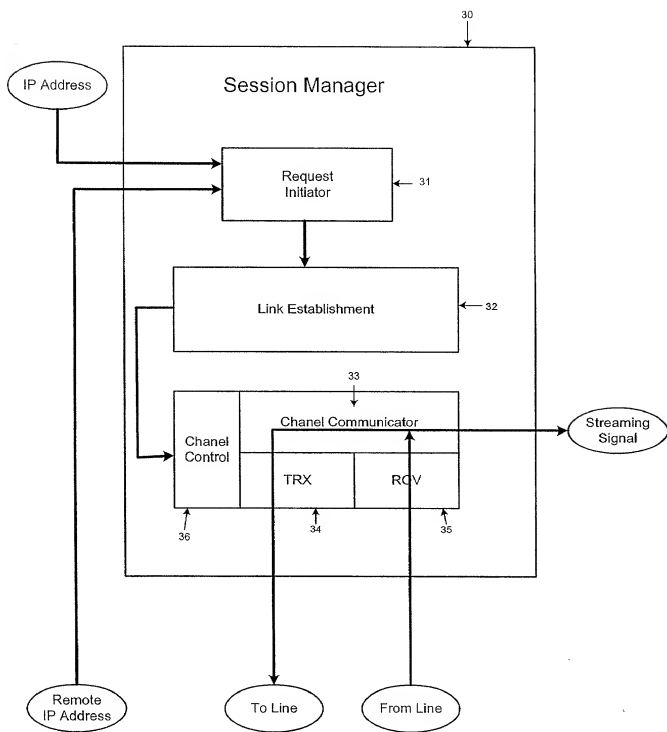 30
IP Address
Session Manager
Request
Initiator
31
Link Establishment
32
33
Chanel Communicator
Streaming
Signal
Chanel
Control
TRX
RCV
36
34
35
Remote
IP Address
To Line
From Line